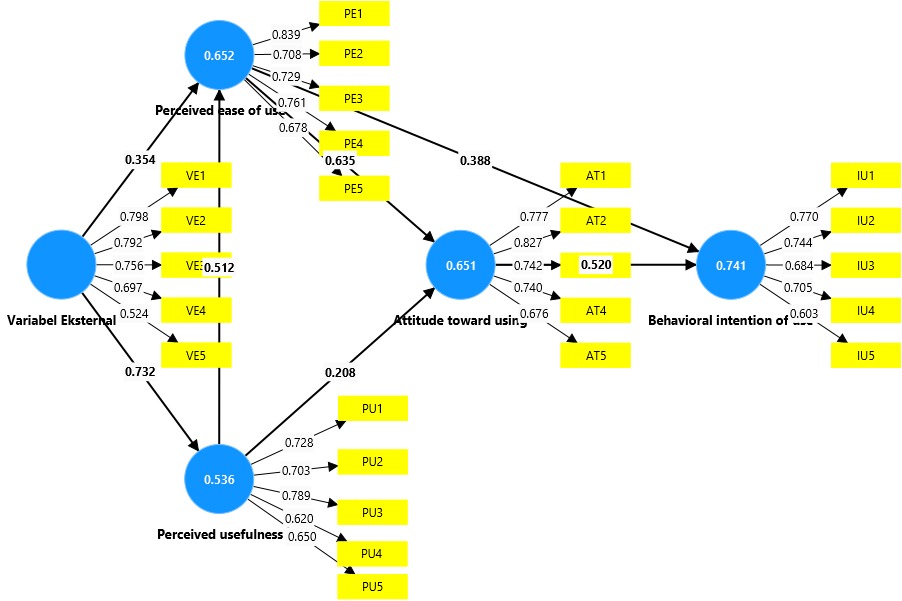 PE1
0.839
PE2
0.652
0.708
0.729
PE3
Perceived ease of use
0.761
0.678
PE4
0.635
PE5
0.354
0.388
VE1
0.798
VE2
0.792
0.756
VE3
0.512
0.697
VE4
0.524
VE5
Variabel Eksternal
0.732
AT1
0.777
AT2
0.827
0.651
0.742
0.520
0.740
AT4
0.676
AT5
Attitude toward using
0.208
IU1
0.770
IU2
0.744
0.741
0.684
IU3
0.705
IU4
0.603
IU5
Behavioral intention of use
PU1
0.728
PU2
0.703
0.536
0.789
PU3
0.620
Perceived usefulness
0.650
PU4
PU5